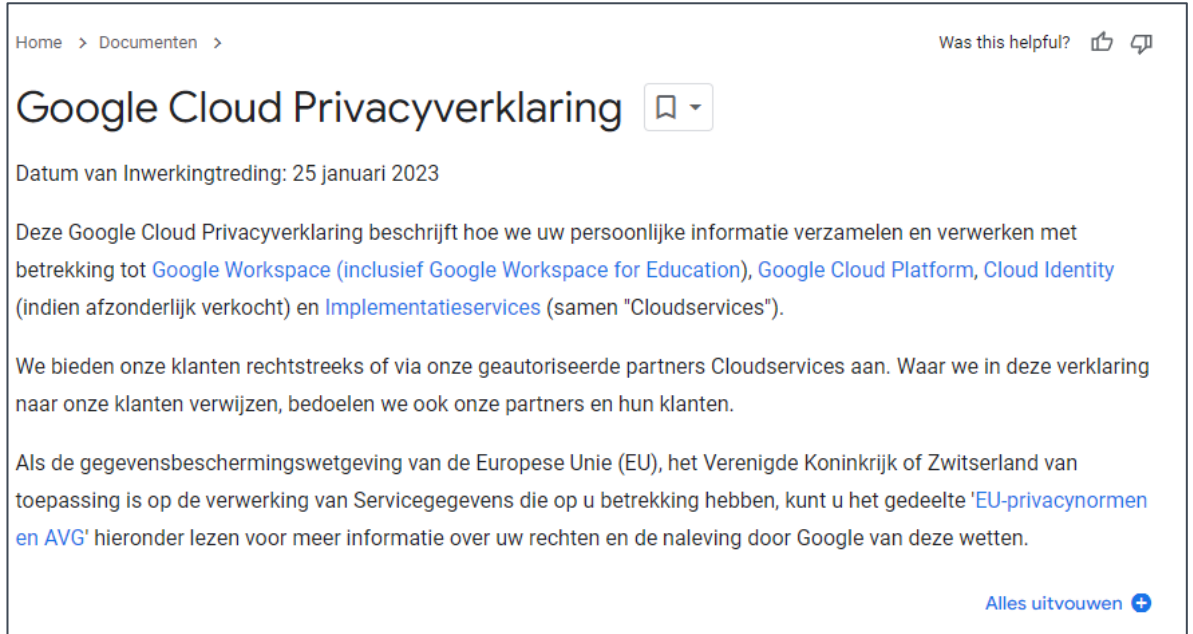 Home > Documenten >
Was this helpful?
Google Cloud Privacyverklaring
Datum van Inwerkingtreding: 25 januari 2023
Deze Google Cloud Privacyverklaring beschrijft hoe we uw persoonlijke informatie verzamelen en verwerken met
betrekking tot Google Workspace (inclusief Google Workspace for Education), Google Cloud Platform, Cloud Identity
(indien afzonderlijk verkocht) en Implementatieservices (samen "Cloudservices").
We bieden onze klanten rechtstreeks of via onze geautoriseerde partners Cloudservices aan. Waar we in deze verklaring
naar onze klanten verwijzen, bedoelen we ook onze partners en hun klanten.
Als de gegevensbeschermingswetgeving van de Europese Unie (EU), het Verenigde Koninkrijk of Zwitserland van
toepassing is op de verwerking van Servicegegevens die op u betrekking hebben, kunt u het gedeelte 'EU-privacynormen
en AVG' hieronder lezen voor meer informatie over uw rechten en de naleving door Google van deze wetten.
Alles uitvouwen